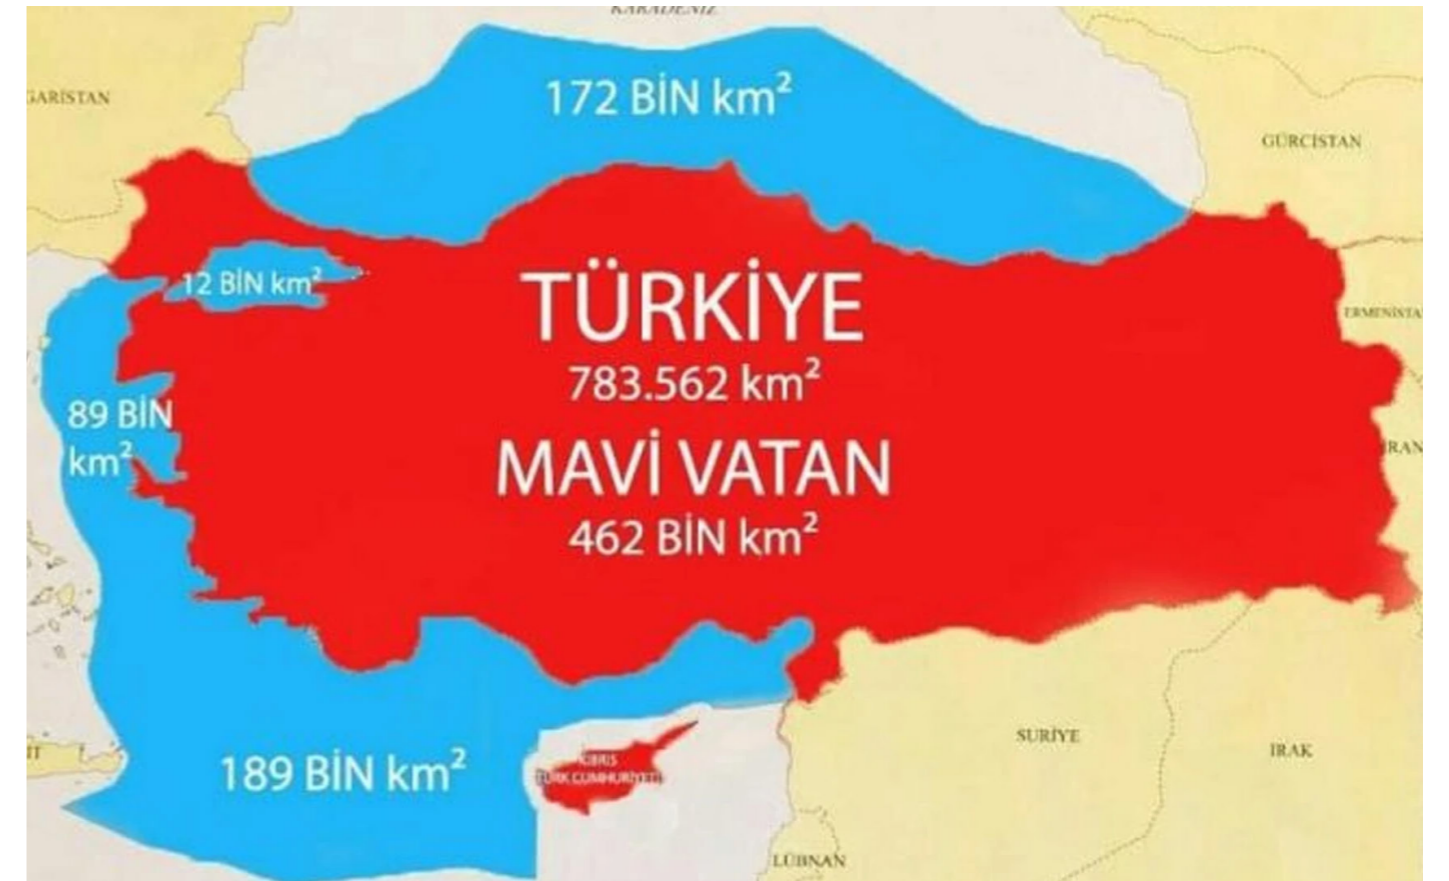 KARADENİZ
172 BİN km²
GARİSTAN
GÜRCİSTAN
12 BİN km²
TÜRKİYE
783.562 km²
ERMENİSTA
89 BİN
km²
MAVİ VATAN
462 BİN km²
İRAN
SURİYE
IRAK
KIBRIS
TÜRK CUMHURİYETİ
189 BİN km²
İT
LÜBNAN